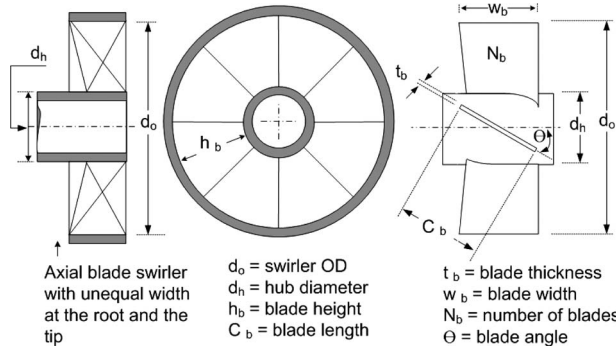 d_h
d_o
h_b
w_b
N_b
t_b
d_h
d_o
Θ
C_b
Axial blade swirler
with unequal width
at the root and the
tip
d_o = swirler OD
d_h = hub diameter
h_b = blade height
C_b = blade length
t_b = blade thickness
w_b = blade width
N_b = number of blades
Θ = blade angle